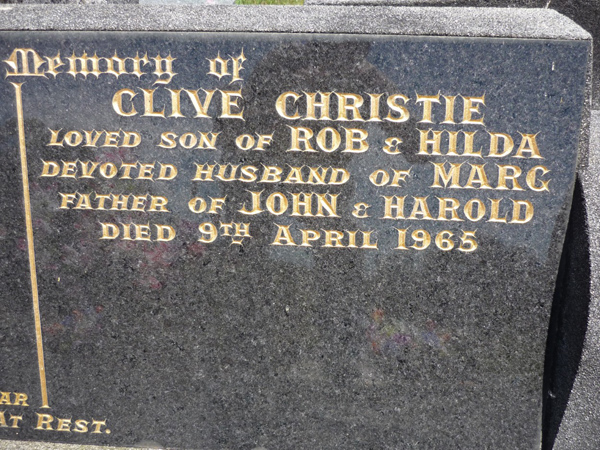 Memory of
CLIVE CHRISTIE
LOVED SON OF ROB & HILDA
DEVOTED HUSBAND OF MARG
FATHER OF JOHN & HAROLD
DIED 9TH APRIL 1965
AR
AT REST.